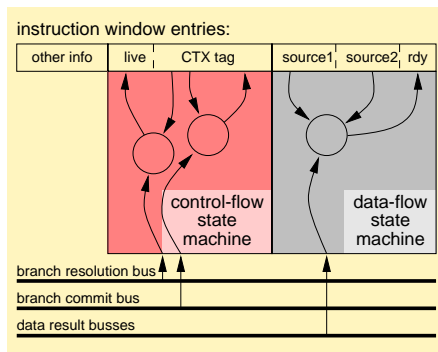 instruction window entries:
other info live CTX tag source1 source2 rdy
control-flow
state
machine
data-flow
state
machine
branch resolution bus
branch commit bus
data result busses